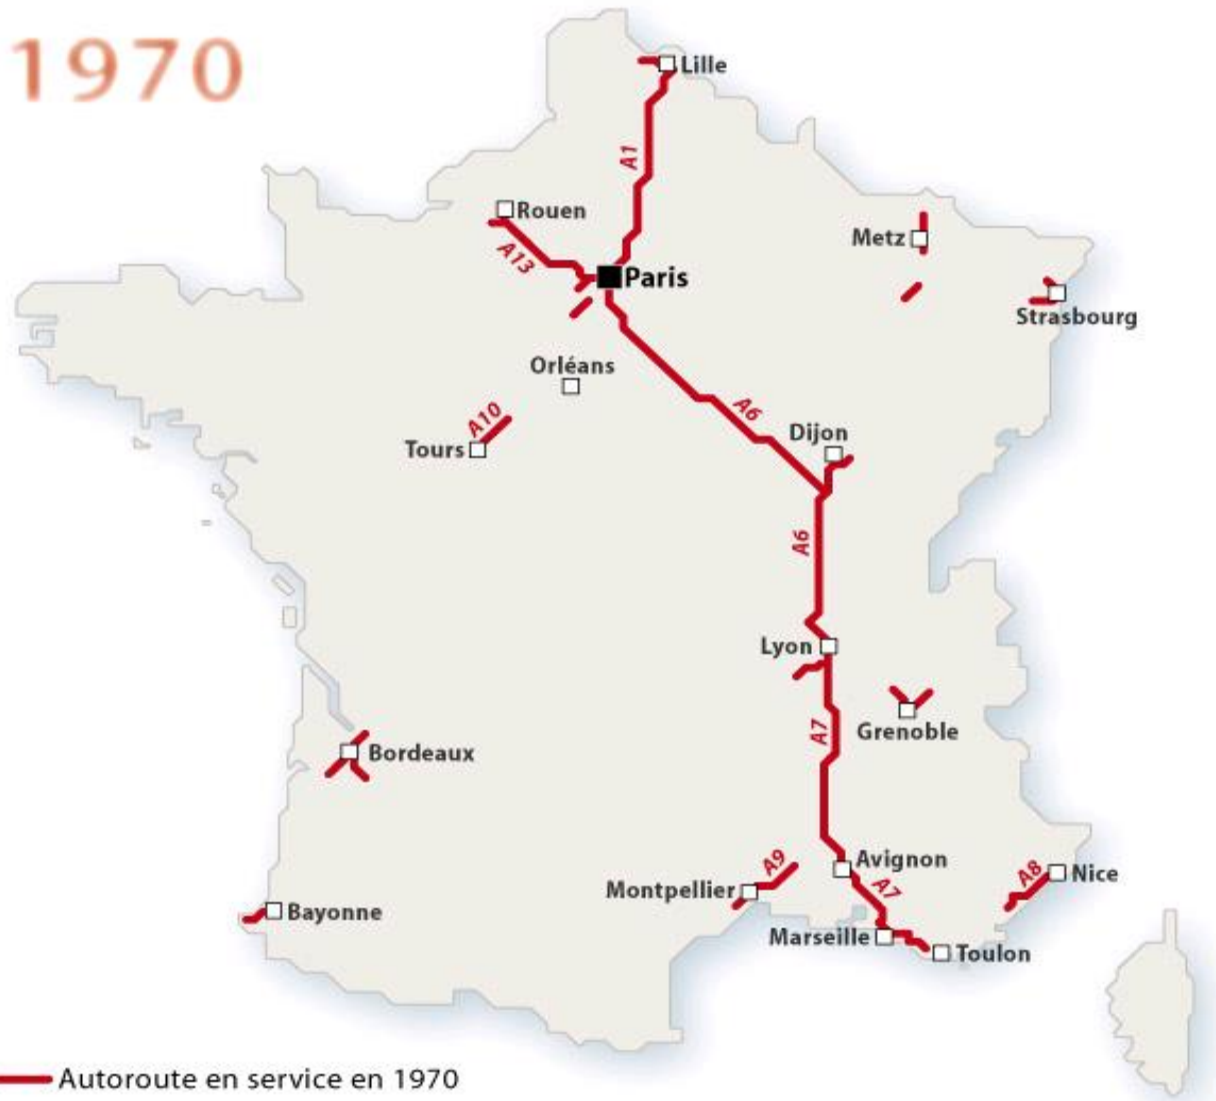 1970
Lille
A1
Rouen
Metz
A13
Paris
Strasbourg
Orléans
A10
A6
Dijon
Tours
A6
Lyon
A7
Grenoble
Bordeaux
A9
Avignon
A8
Nice
Montpellier
A7
Bayonne
Marseille
Toulon
Autoroute en service en 1970